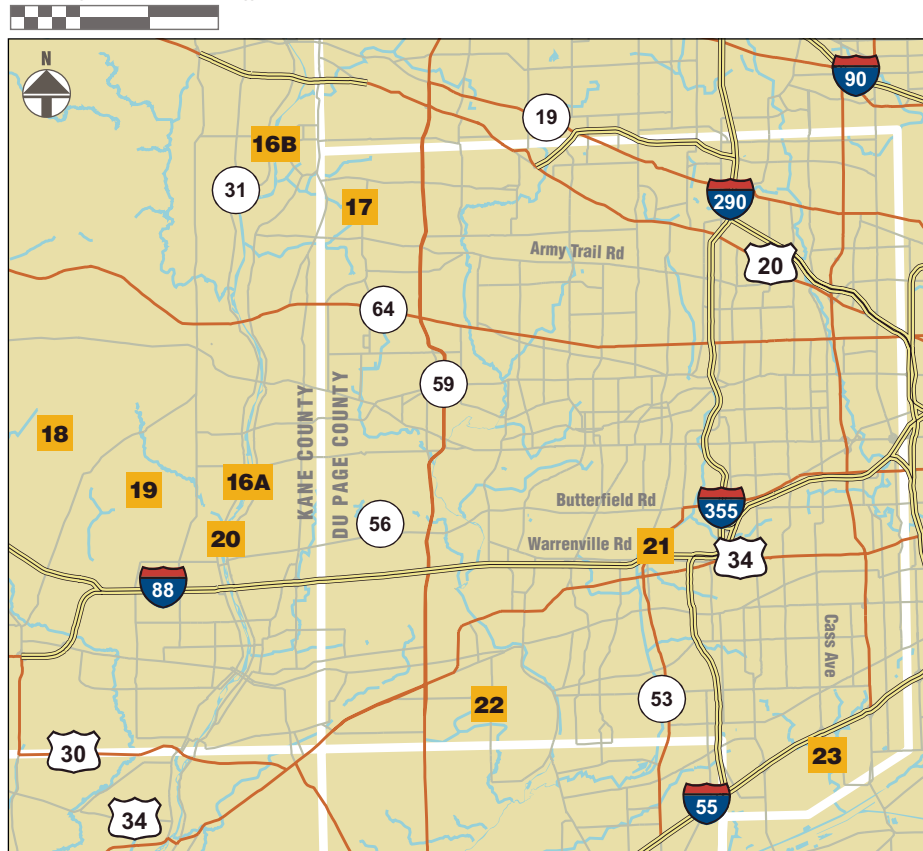 N
90
19
16B
31
17
290
Army Trail Rd
20
64
59
KANE COUNTY
DU PAGE COUNTY
18
16A
19
Butterfield Rd
355
56
20
Warrenville Rd
21
34
88
Cass Ave
22
53
30
23
55
34